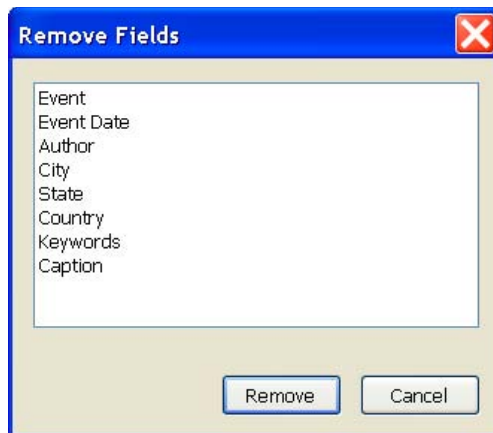 Remove Fields
Event
Event Date
Author
City
State
Country
Keywords
Caption
Remove
Cancel